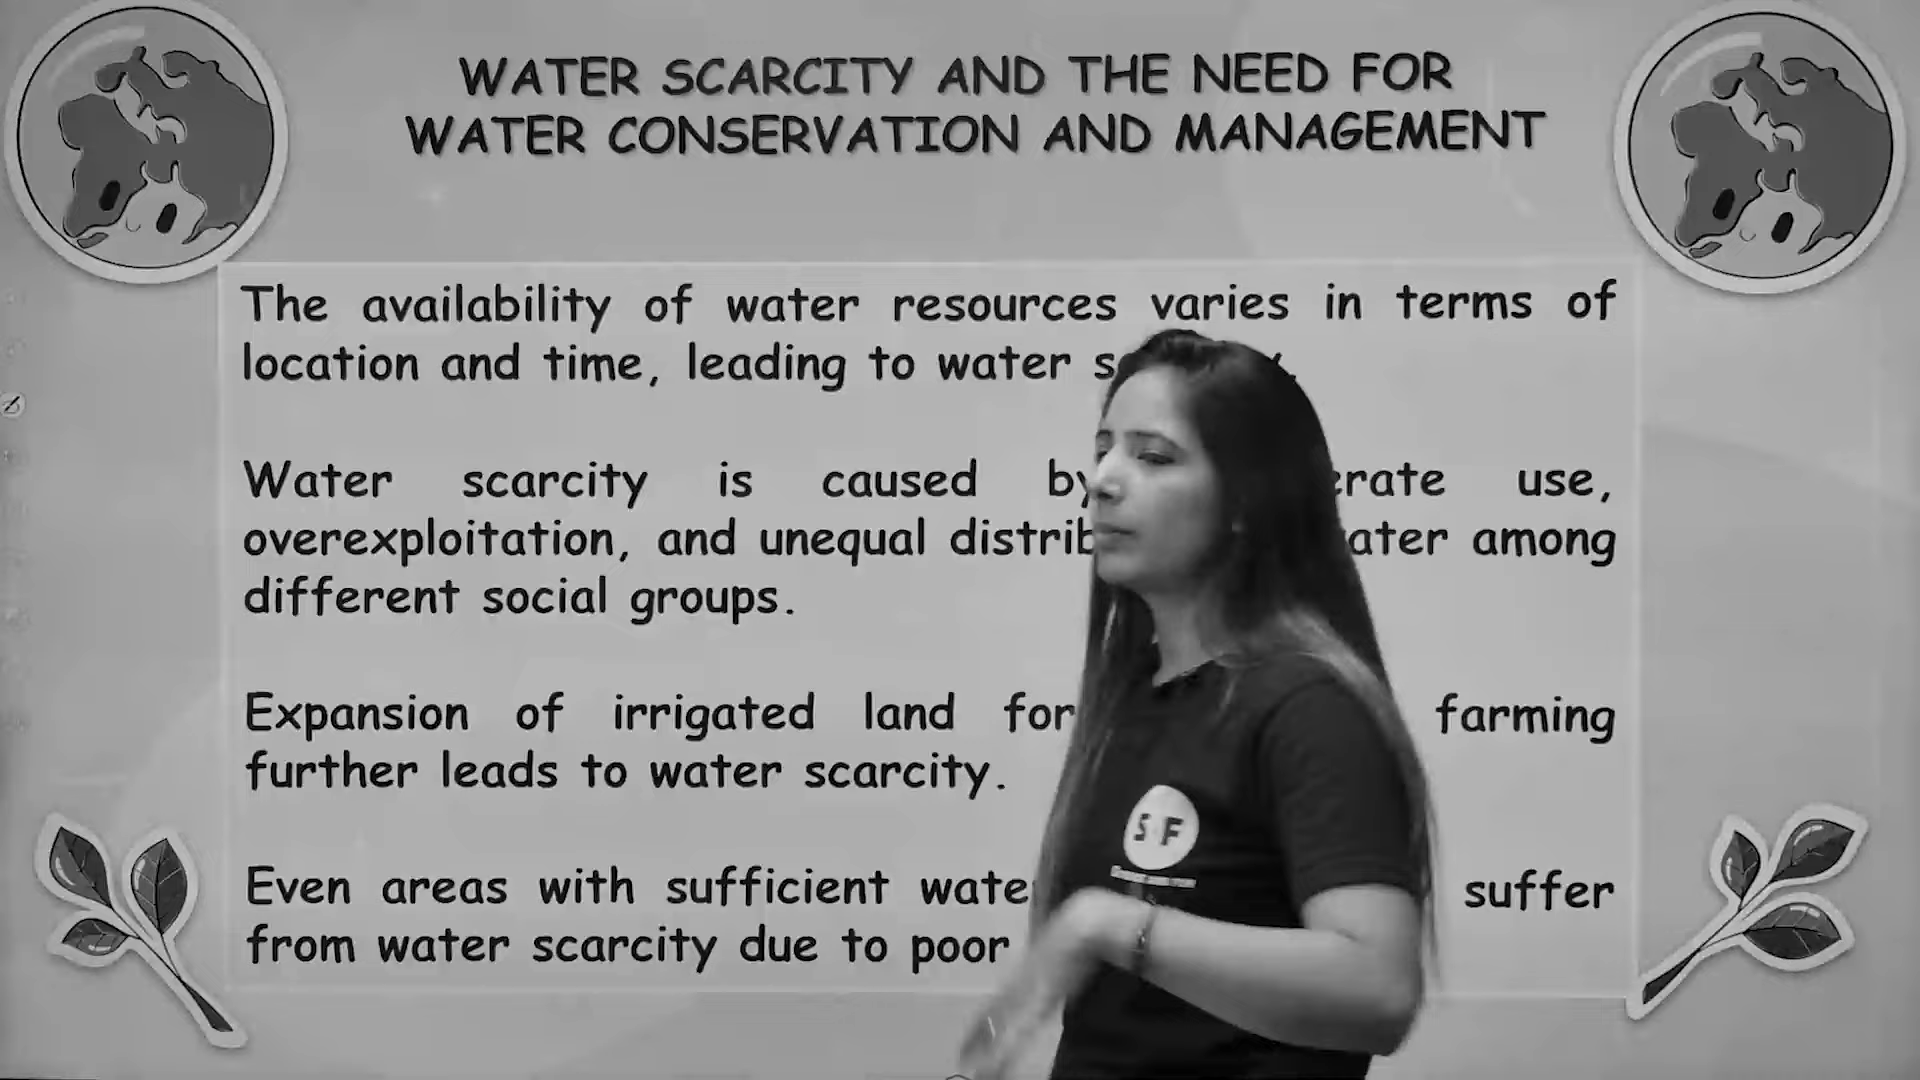 WATER SCARCITY AND THE NEED FOR
WATER CONSERVATION AND MANAGEMENT
The availability of water resources varies in terms of
location and time, leading to water
Water scarcity is caused by use,
overexploitation, and unequal among
different social groups.
Expansion of irrigated land for farming
further leads to water scarcity.
Even areas with sufficient suffer
from water scarcity due to poor